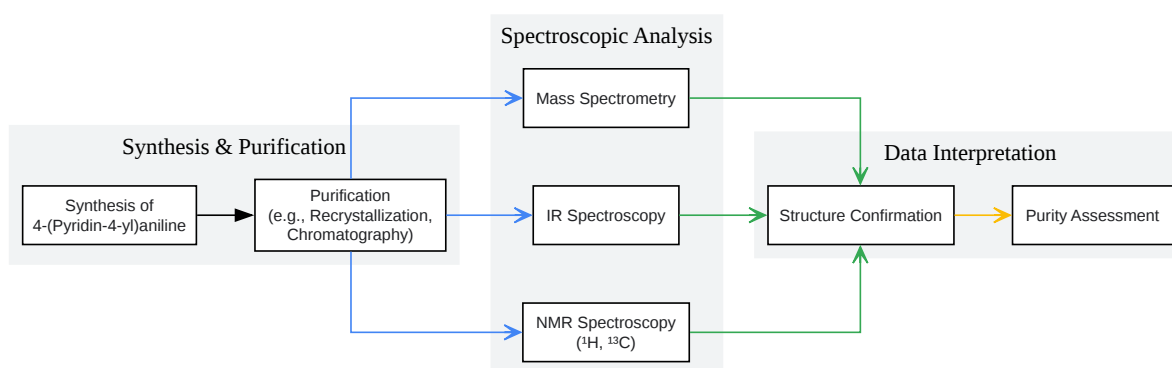 Spectroscopic Analysis
Mass Spectrometry
Synthesis & Purification
Data Interpretation
Synthesis of
4-(Pyridin-4-yl)aniline
Purification
(e.g., Recrystallization,
Chromatography)
IR Spectroscopy
Structure Confirmation
Purity Assessment
NMR Spectroscopy
(¹H, ¹³C)